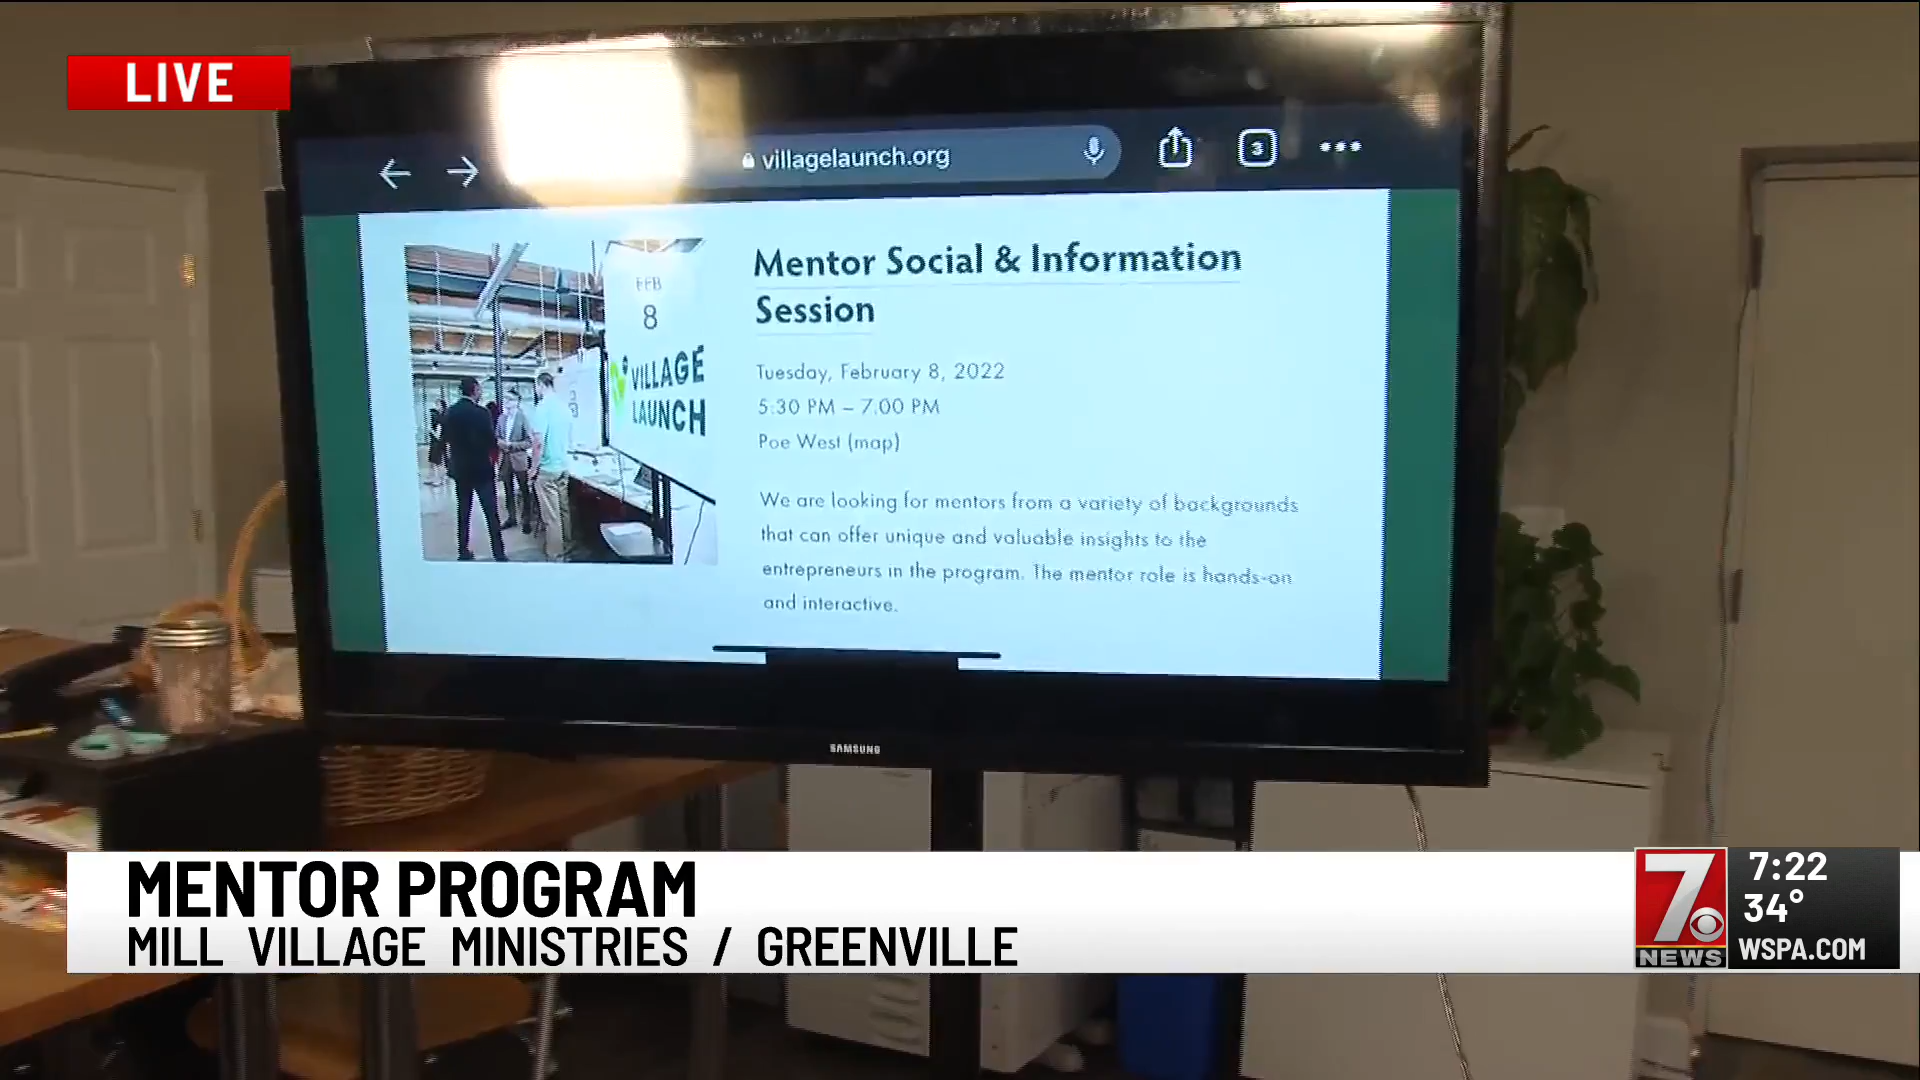 LIVE
villagelaunch.org
3
FEB
8
VILLAGE
LAUNCH
Mentor Social & Information
Session
Tuesday, February 8, 2022
5:30 PM – 7:00 PM
Poe West (map)
We are looking for mentors from a variety of backgrounds
that can offer unique and valuable insights to the
entrepreneurs in the program. The mentor role is hands-on
and interactive.
SAMSUNG
MENTOR PROGRAM
MILL VILLAGE MINISTRIES / GREENVILLE
7
NEWS
7:22
34°
WSPA.COM